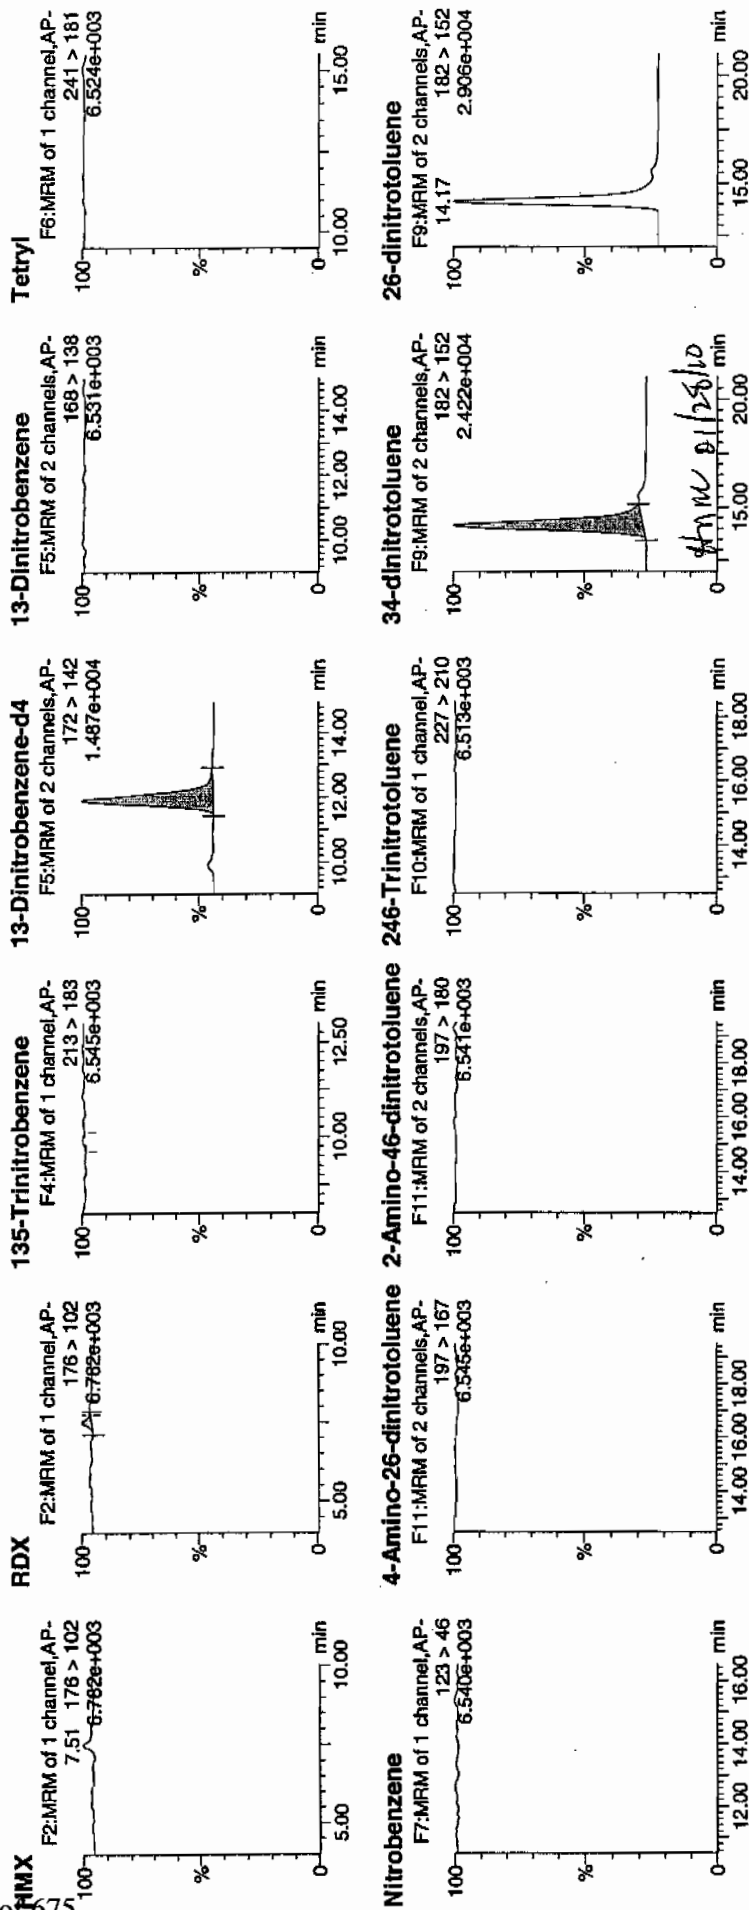 HMX
F2:MRM of 1 channel,AP-
7.51 176 > 102
6.762e+003
100
%
0
5.00 10.00 min
RDX
F2:MRM of 1 channel,AP-
176 > 102
6.762e+003
100
%
0
5.00 10.00 min
135-Trinitrobenzene
F4:MRM of 1 channel,AP-
213 > 183
6.545e+003
100
%
0
10.00 12.50 min
13-Dinitrobenzene-d4
F5:MRM of 2 channels,AP-
172 > 142
1.487e+004
100
%
0
10.00 12.00 14.00 min
13-Dinitrobenzene
F5:MRM of 2 channels,AP-
168 > 138
6.531e+003
100
%
0
10.00 12.00 14.00 min
Tetryl
F6:MRM of 1 channel,AP-
241 > 181
6.524e+003
100
%
0
10.00 15.00 min
Nitrobenzene
F7:MRM of 1 channel,AP-
123 > 46
6.540e+003
100
%
0
12.00 14.00 16.00 min
4-Amino-26-dinitrotoluene
F11:MRM of 2 channels,AP-
197 > 167
6.545e+003
100
%
0
14.00 16.00 18.00 min
2-Amino-46-dinitrotoluene
F11:MRM of 2 channels,AP-
197 > 180
6.541e+003
100
%
0
14.00 16.00 18.00 min
246-Trinitrotoluene
F10:MRM of 1 channel,AP-
227 > 210
6.513e+003
100
%
0
14.00 16.00 18.00 min
34-dinitrotoluene
F9:MRM of 2 channels,AP-
182 > 152
2.422e+004
100
%
0
15.00 20.00 min
01/28/10
26-dinitrotoluene
F9:MRM of 2 channels,AP-
14.17 182 > 152
2.906e+004
100
%
0
15.00 20.00 min
675